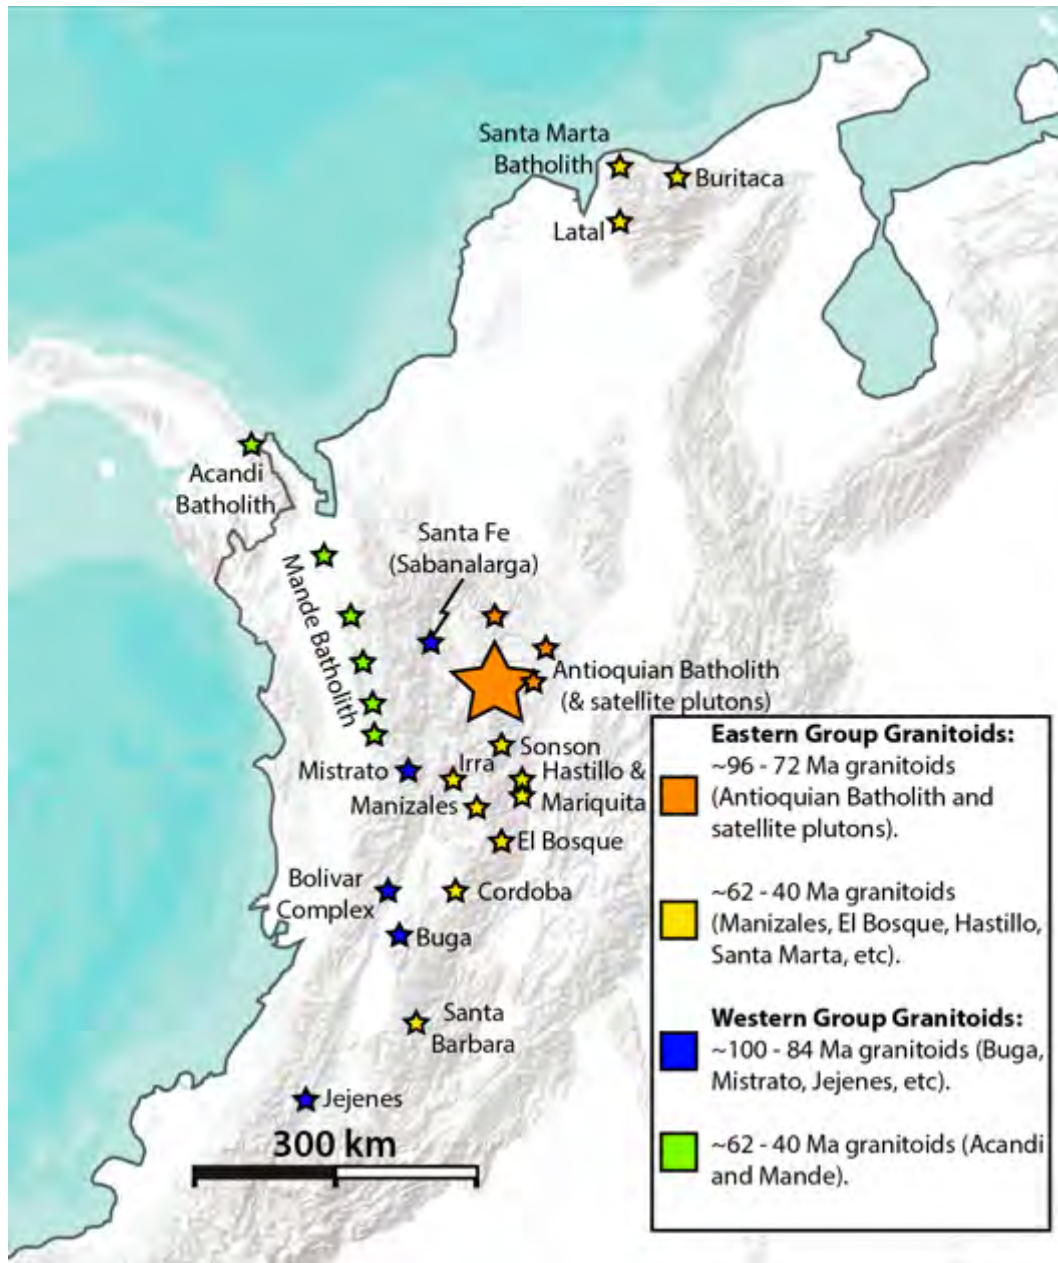 Santa Marta
Batholith
Buritaca
Latal
Acandi
Batholith
Santa Fe
(Sabanalarga)
Mande Batholith
Antioquian Batholith
(& satellite plutons)
Sonson
Irra
Hastillo &
Mariquita
Mistrato
Manizales
El Bosque
Bolivar
Complex
Cordoba
Buga
Santa
Barbara
Jejenes
300 km
Eastern Group Granitoids:
~96 - 72 Ma granitoids
(Antioquian Batholith and
satellite plutons).
~62 - 40 Ma granitoids
(Manizales, El Bosque, Hastillo,
Santa Marta, etc).
Western Group Granitoids:
~100 - 84 Ma granitoids (Buga,
Mistrato, Jejenes, etc).
~62 - 40 Ma granitoids (Acandi
and Mande).